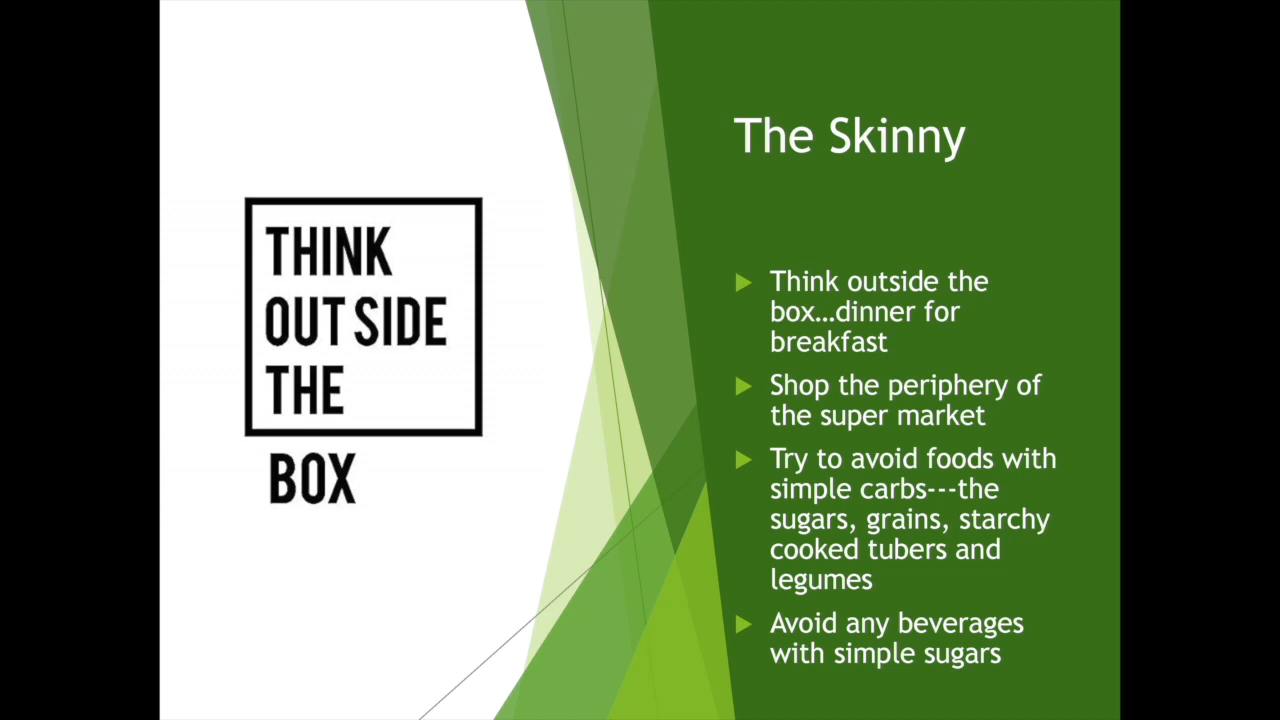 THINK
OUT SIDE
THE
BOX
The Skinny
Think outside the
box…dinner for
breakfast
Shop the periphery of
the super market
Try to avoid foods with
simple carbs---the
sugars, grains, starchy
cooked tubers and
legumes
Avoid any beverages
with simple sugars